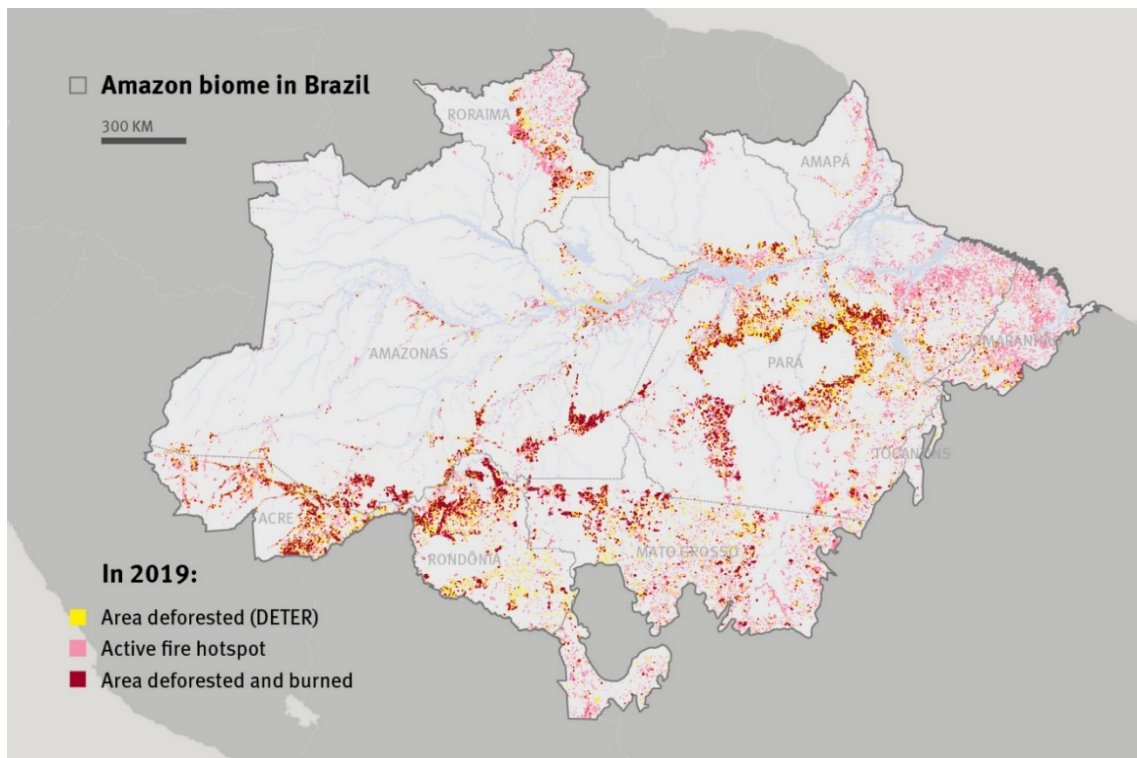 Amazon biome in Brazil
300 KM
RORAIMA
AMAPÁ
AMAZONAS
PARÁ
MARANHÃO
TOCANTINS
ACRE
RONDÔNIA
MATO GROSSO
In 2019:
Area deforested (DETER)
Active fire hotspot
Area deforested and burned